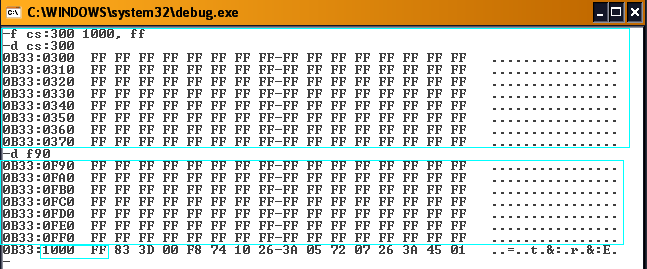 C:\WINDOWS\system32\debug.exe
-f cs:300 1000, ff
-d cs:300
0B33:0300  FF FF FF FF FF FF FF FF-FF FF FF FF FF FF FF FF   ................
0B33:0310  FF FF FF FF FF FF FF FF-FF FF FF FF FF FF FF FF   ................
0B33:0320  FF FF FF FF FF FF FF FF-FF FF FF FF FF FF FF FF   ................
0B33:0330  FF FF FF FF FF FF FF FF-FF FF FF FF FF FF FF FF   ................
0B33:0340  FF FF FF FF FF FF FF FF-FF FF FF FF FF FF FF FF   ................
0B33:0350  FF FF FF FF FF FF FF FF-FF FF FF FF FF FF FF FF   ................
0B33:0360  FF FF FF FF FF FF FF FF-FF FF FF FF FF FF FF FF   ................
0B33:0370  FF FF FF FF FF FF FF FF-FF FF FF FF FF FF FF FF   ................
-d f90
0B33:0F90  FF FF FF FF FF FF FF FF-FF FF FF FF FF FF FF FF   ................
0B33:0FA0  FF FF FF FF FF FF FF FF-FF FF FF FF FF FF FF FF   ................
0B33:0FB0  FF FF FF FF FF FF FF FF-FF FF FF FF FF FF FF FF   ................
0B33:0FC0  FF FF FF FF FF FF FF FF-FF FF FF FF FF FF FF FF   ................
0B33:0FD0  FF FF FF FF FF FF FF FF-FF FF FF FF FF FF FF FF   ................
0B33:0FE0  FF FF FF FF FF FF FF FF-FF FF FF FF FF FF FF FF   ................
0B33:0FF0  FF FF FF FF FF FF FF FF-FF FF FF FF FF FF FF FF   ................
0B33:1000  FF 83 3D 00 F8 74 10 26-3A 05 72 07 26 3A 45 01   ..=..t.&:.r.&:E.
-